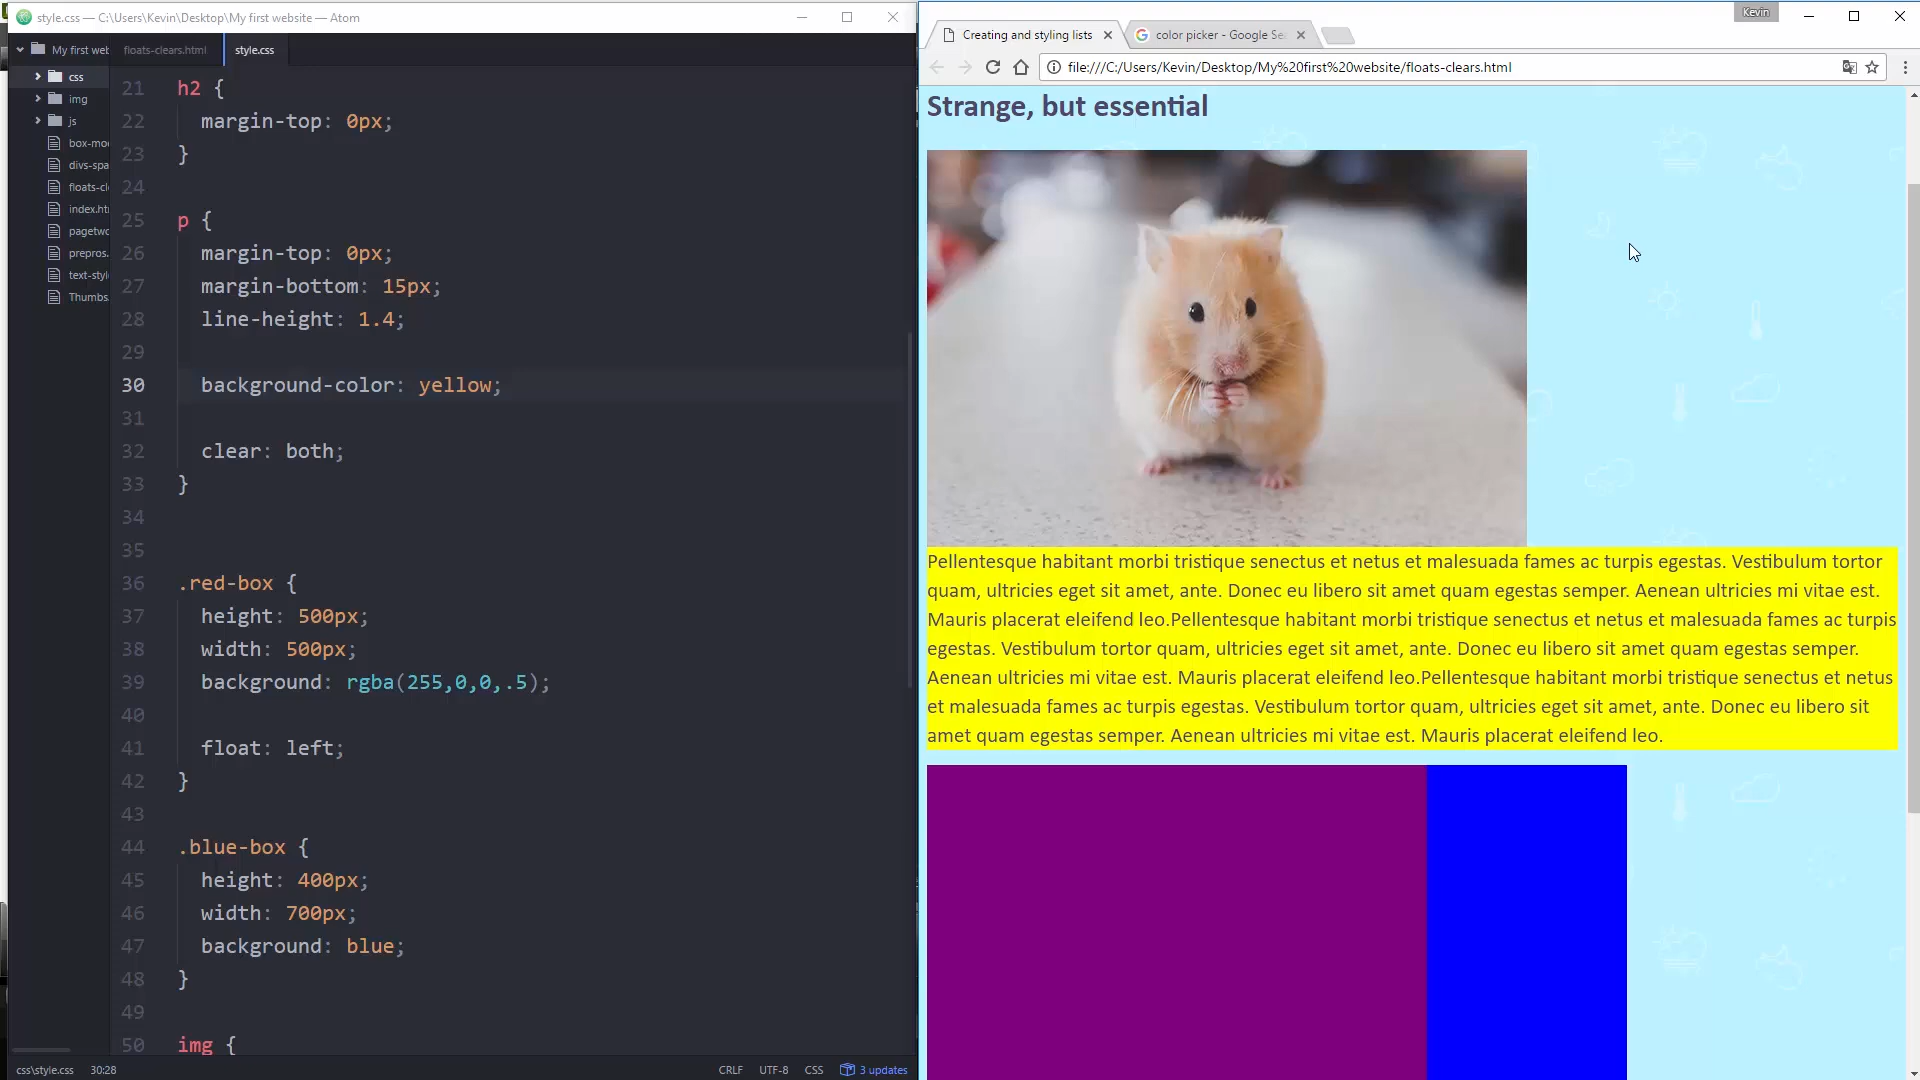 style.css — C:\Users\Kevin\Desktop\My first website — Atom
My first wet
floats-clears.html
style.css
css
img
js
box-mo
divs-spa
floats-cl
index.ht
pagetwo
prepros.
text-styl
Thumbs.
21 h2 {
22 margin-top: 0px;
23 }
24
25 p {
26 margin-top: 0px;
27 margin-bottom: 15px;
28 line-height: 1.4;
29
30 background-color: yellow;
31
32 clear: both;
33 }
34
35
36 .red-box {
37 height: 500px;
38 width: 500px;
39 background: rgba(255,0,0,.5);
40
41 float: left;
42 }
43
44 .blue-box {
45 height: 400px;
46 width: 700px;
47 background: blue;
48 }
49
50 img {
css\style.css 30:28 CRLF UTF-8 CSS 3 updates
Kevin
Creating and styling lists
color picker - Google Se
file:///C:/Users/Kevin/Desktop/My%20first%20website/floats-clears.html
Strange, but essential
Pellentesque habitant morbi tristique senectus et netus et malesuada fames ac turpis egestas. Vestibulum tortor
quam, ultricies eget sit amet, ante. Donec eu libero sit amet quam egestas semper. Aenean ultricies mi vitae est.
Mauris placerat eleifend leo.Pellentesque habitant morbi tristique senectus et netus et malesuada fames ac turpis
egestas. Vestibulum tortor quam, ultricies eget sit amet, ante. Donec eu libero sit amet quam egestas semper.
Aenean ultricies mi vitae est. Mauris placerat eleifend leo.Pellentesque habitant morbi tristique senectus et netus
et malesuada fames ac turpis egestas. Vestibulum tortor quam, ultricies eget sit amet, ante. Donec eu libero sit
amet quam egestas semper. Aenean ultricies mi vitae est. Mauris placerat eleifend leo.